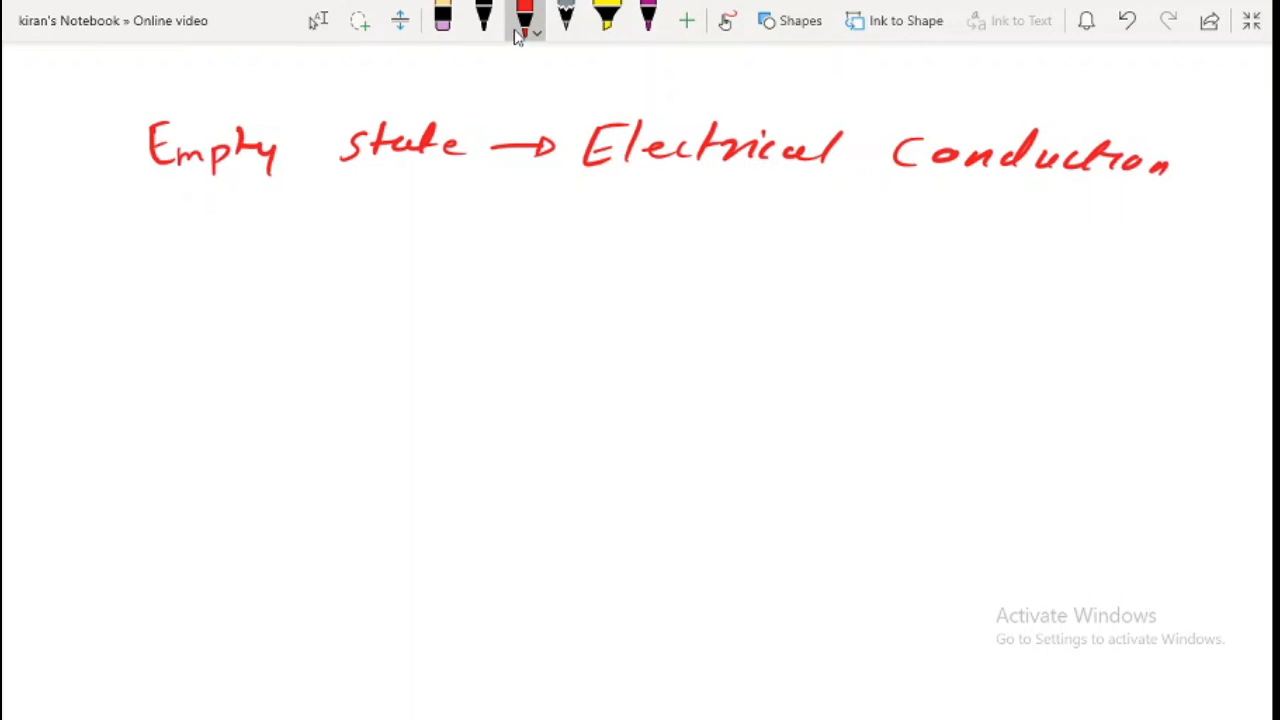 kiran's Notebook » Online video
Shapes
Ink to Shape
Ink to Text
Empty state → Electrical Conduction
Activate Windows
Go to Settings to activate Windows.